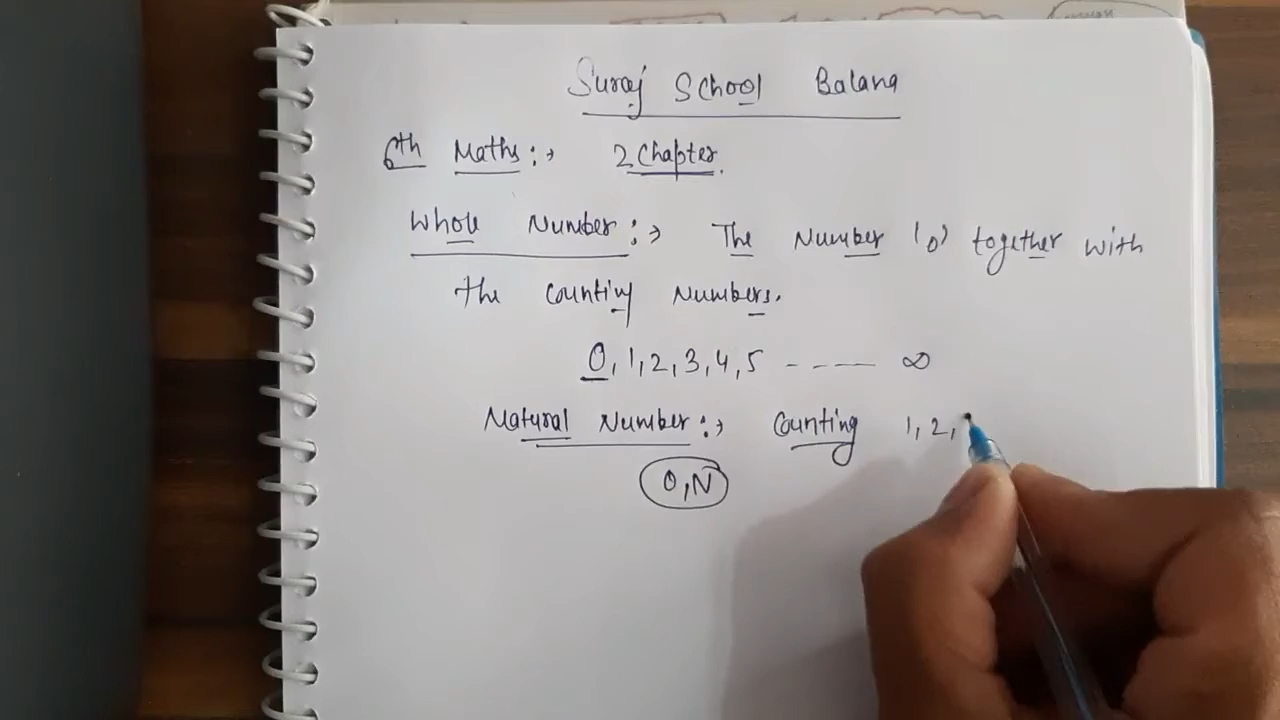 Suraj School Balana
6th Maths:→ 2 Chapter.
Whole Number:→ The Number '0' together with
the counting Numbers.
0, 1, 2, 3, 4, 5 ----- ∞
Natural Number:→ Counting 1, 2,
0, N